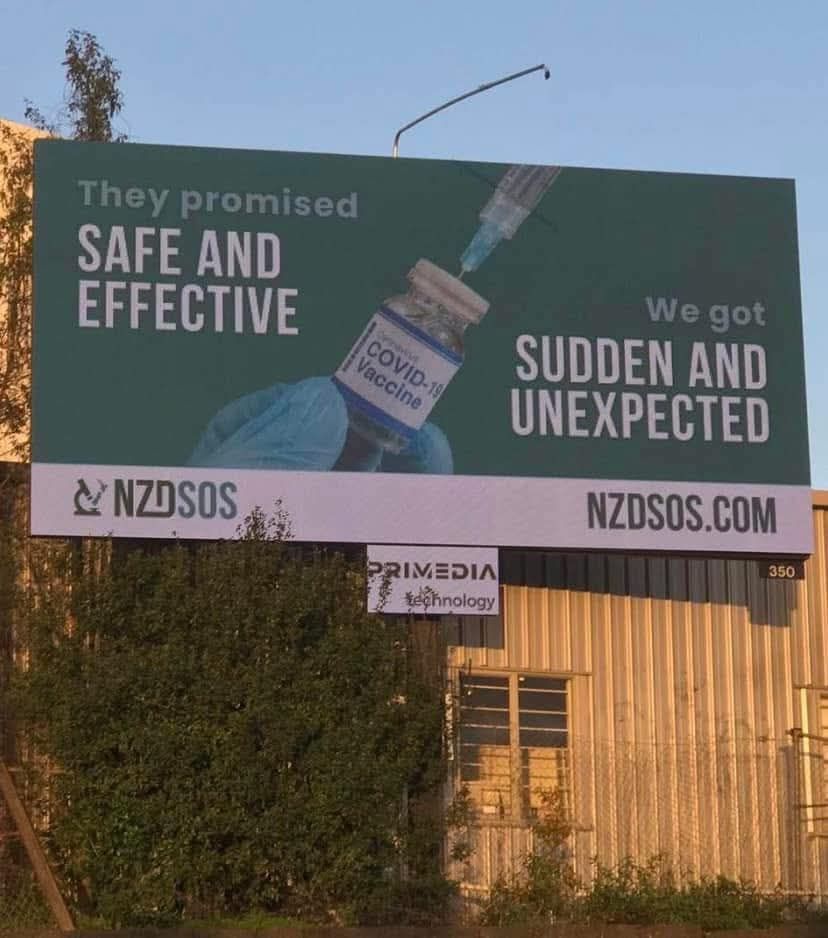 They promised
SAFE AND
EFFECTIVE
Coronavirus
COVID-19
Vaccine
We got
SUDDEN AND
UNEXPECTED
NZDSOS
NZDSOS.COM
PRIMEDIA
technology
350